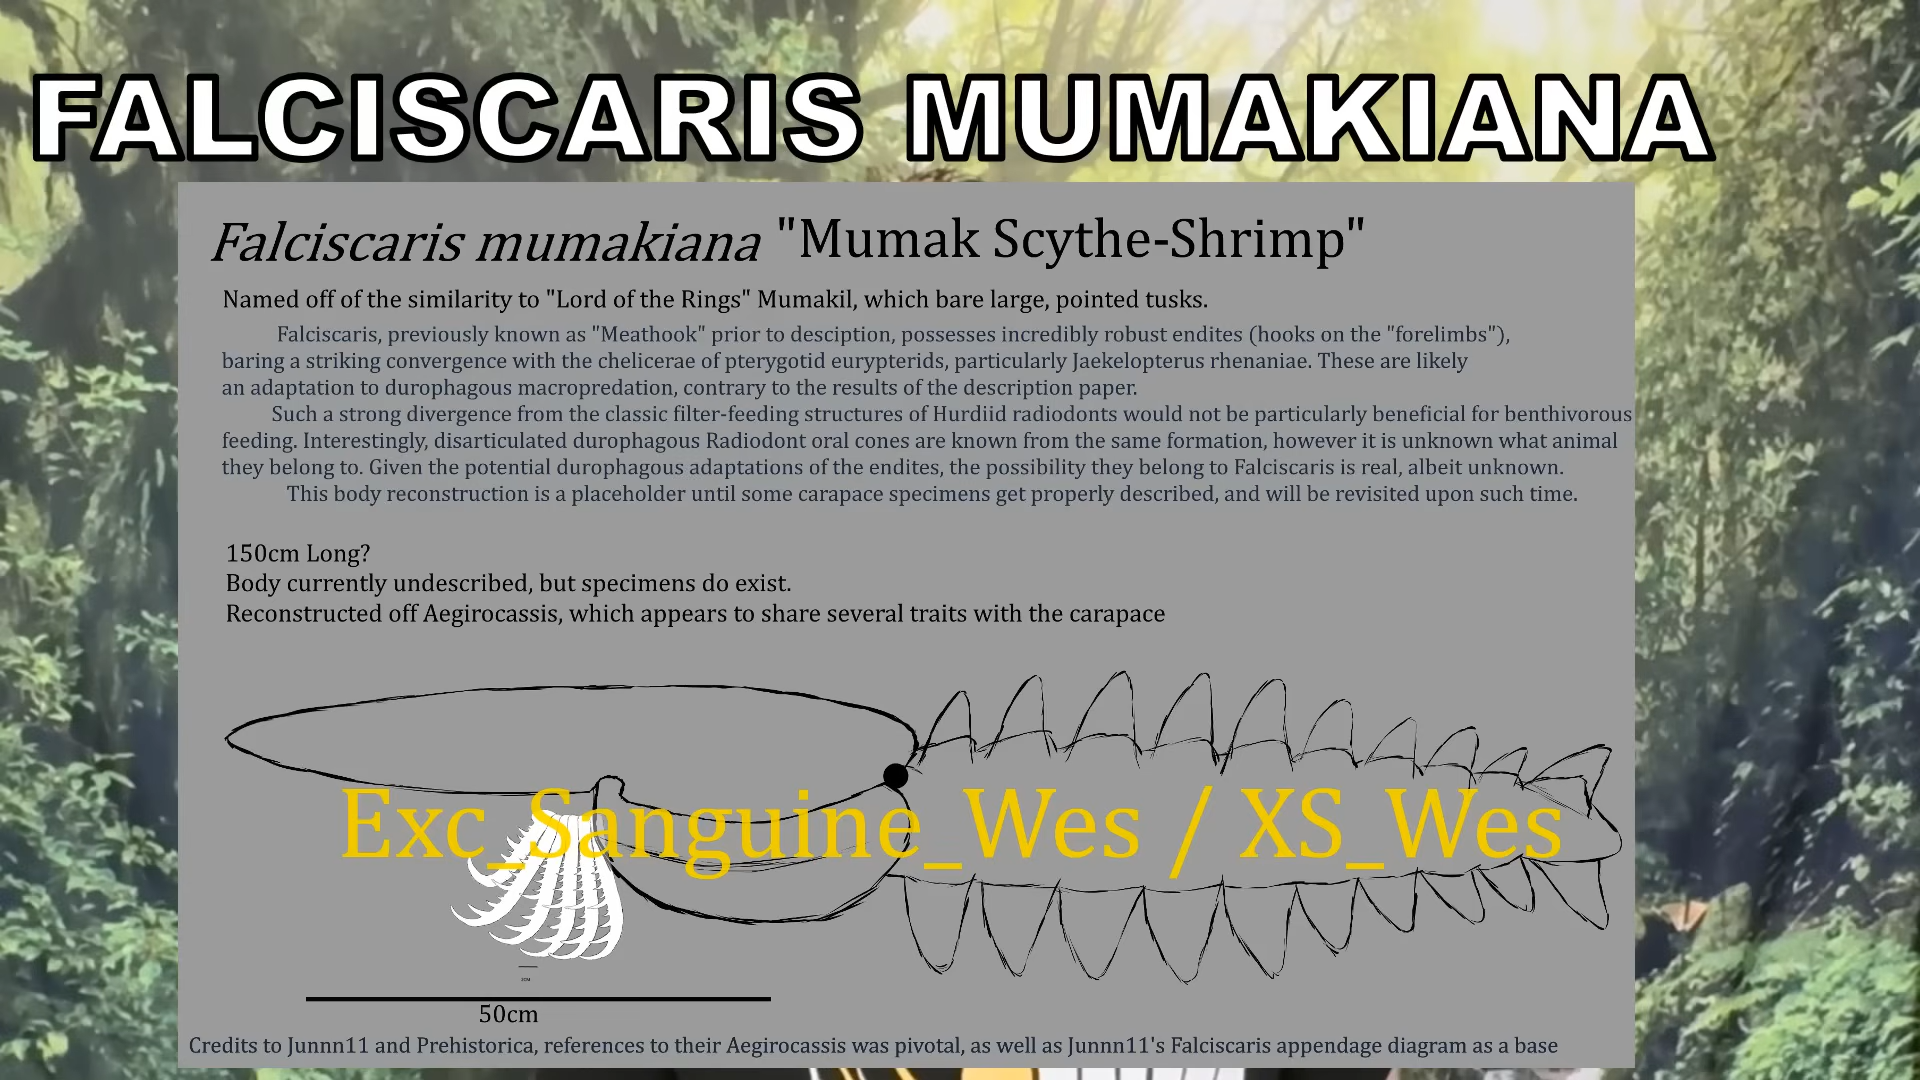 FALCISCARIS MUMAKIANA
Falciscaris mumakiana "Mumak Scythe-Shrimp"
Named off of the similarity to "Lord of the Rings" Mumakil, which bare large, pointed tusks.
Falciscaris, previously known as "Meathook" prior to desciption, possesses incredibly robust endites (hooks on the "forelimbs"),
baring a striking convergence with the chelicerae of pterygotid eurypterids, particularly Jaekelopterus rhenaniae. These are likely
an adaptation to durophagous macropredation, contrary to the results of the description paper.
Such a strong divergence from the classic filter-feeding structures of Hurdiid radiodonts would not be particularly beneficial for benthivorous
feeding. Interestingly, disarticulated durophagous Radiodont oral cones are known from the same formation, however it is unknown what animal
they belong to. Given the potential durophagous adaptations of the endites, the possibility they belong to Falciscaris is real, albeit unknown.
This body reconstruction is a placeholder until some carapace specimens get properly described, and will be revisited upon such time.
150cm Long?
Body currently undescribed, but specimens do exist.
Reconstructed off Aegirocassis, which appears to share several traits with the carapace
Exc_Sanguine_Wes / XS_Wes
50cm
Credits to Junnn11 and Prehistorica, references to their Aegirocassis was pivotal, as well as Junnn11's Falciscaris appendage diagram as a base